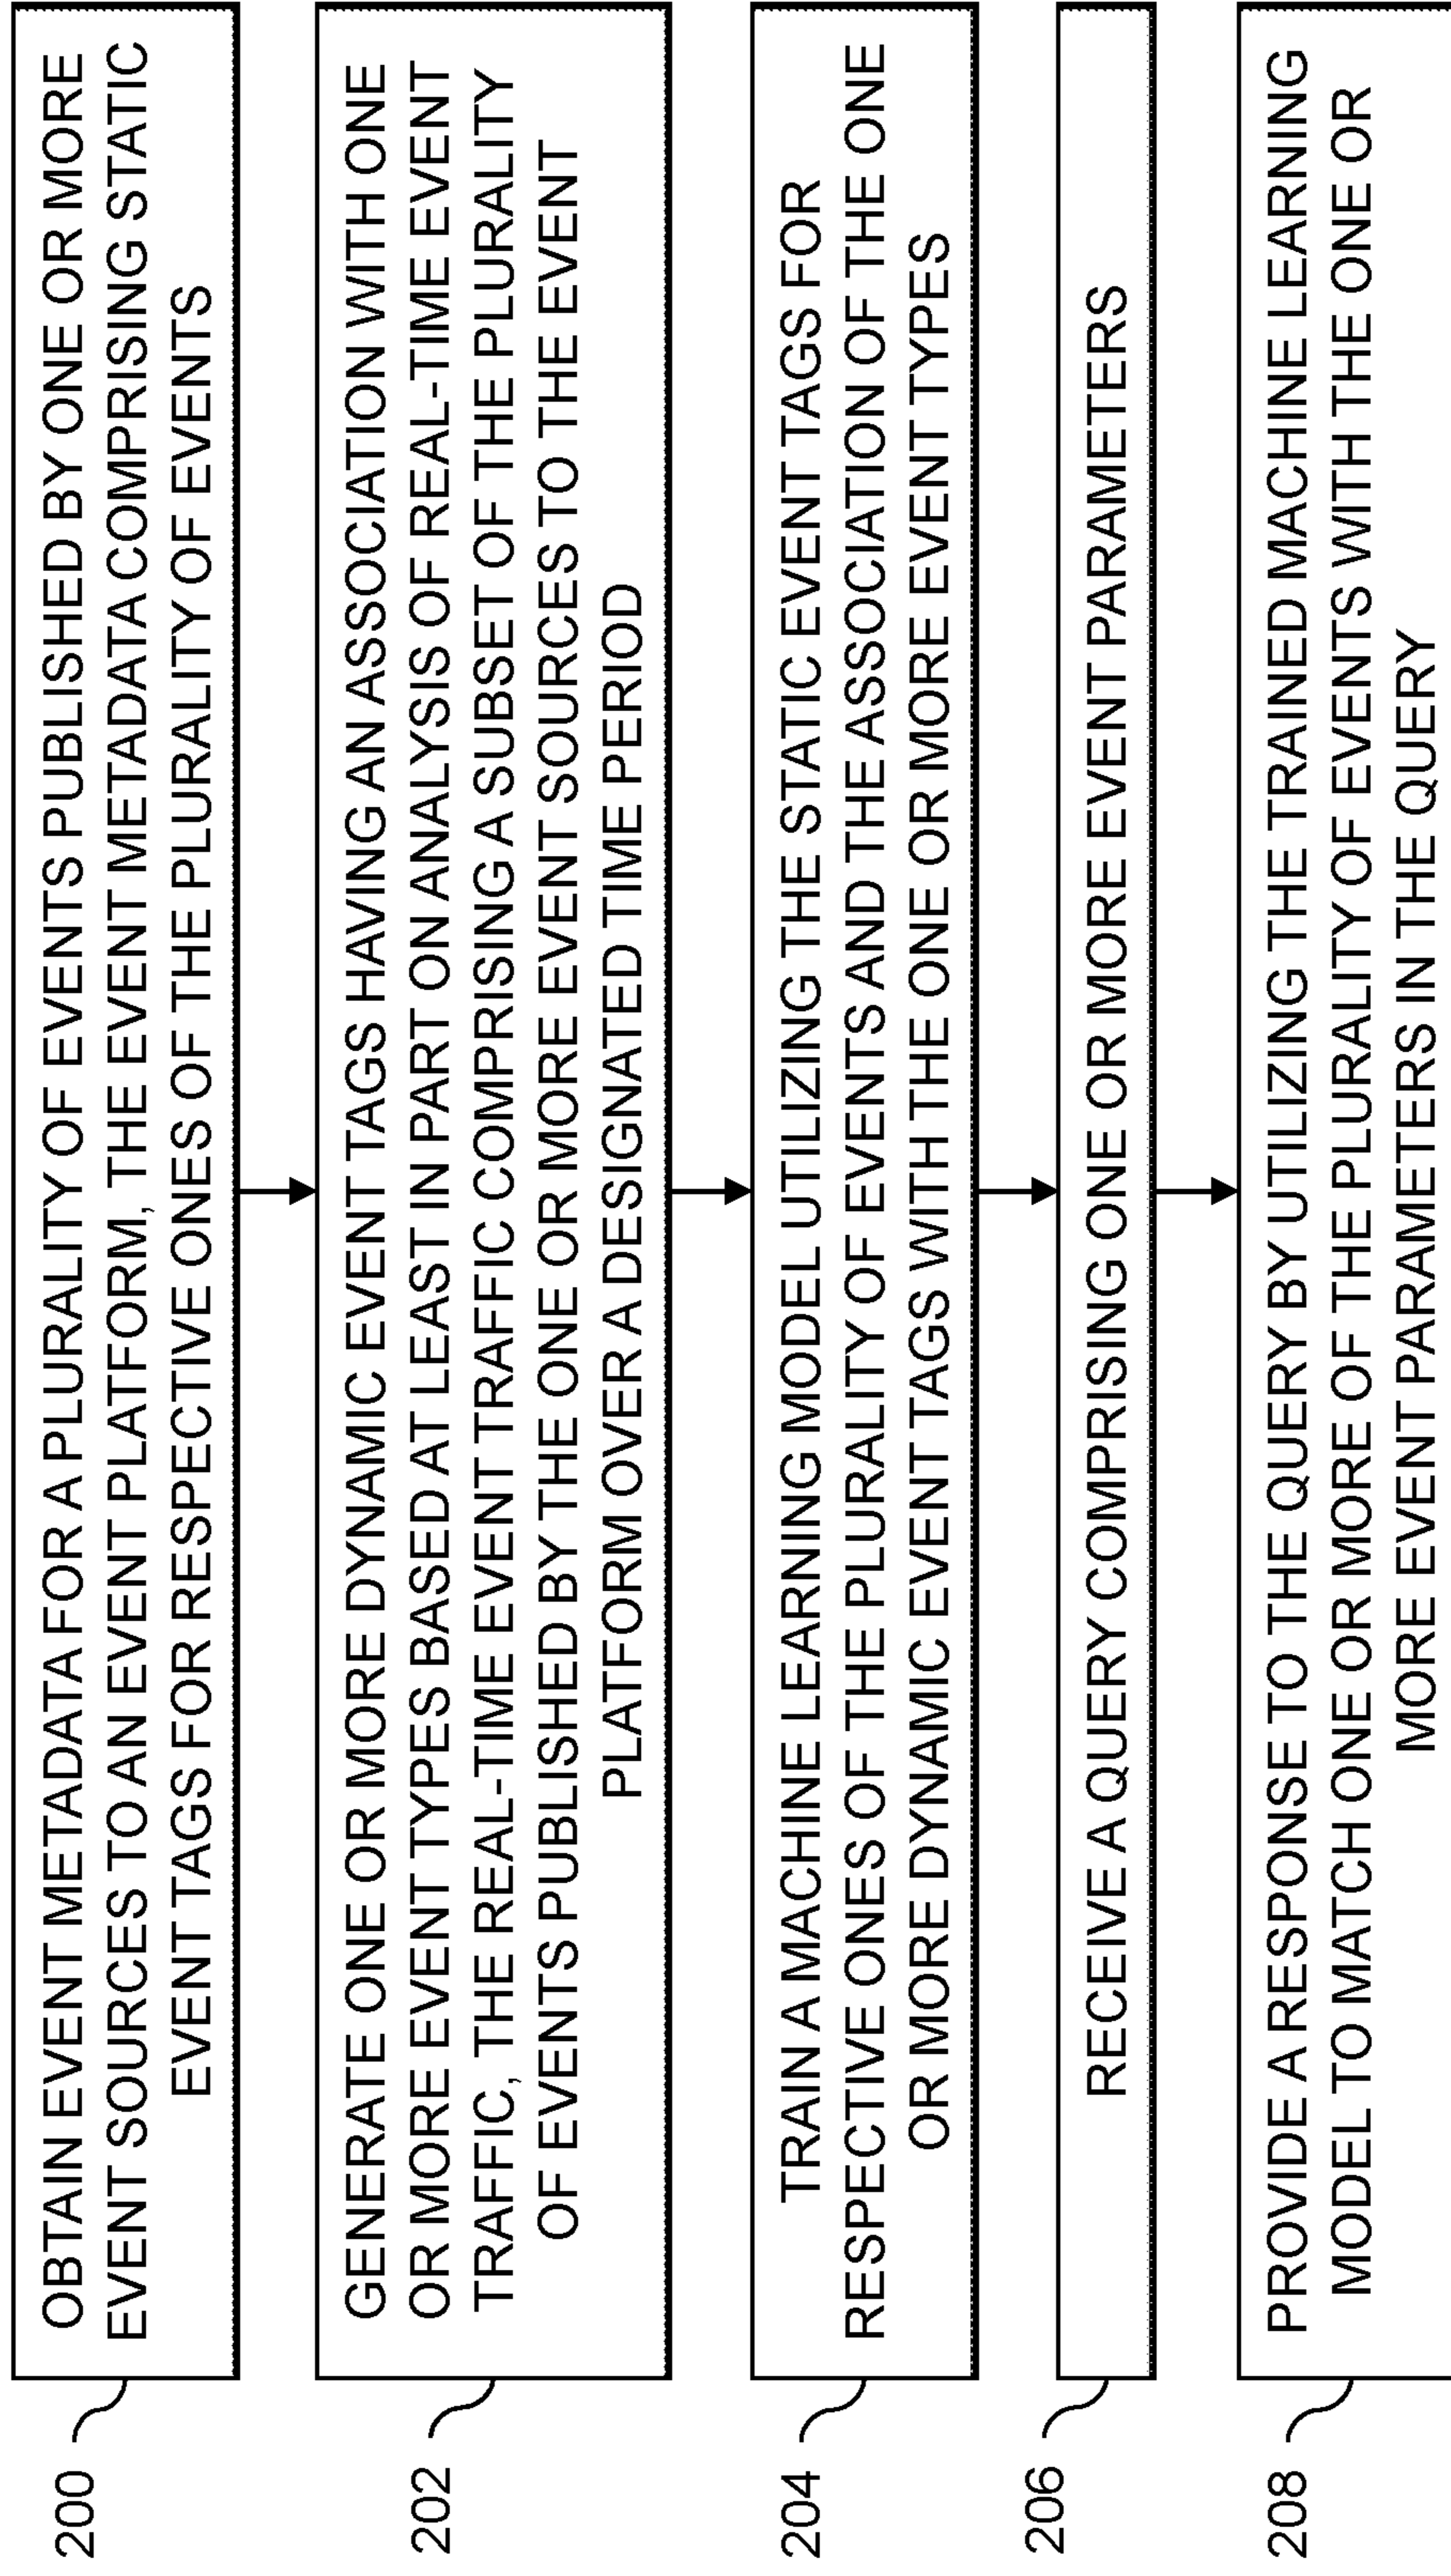 200
OBTAIN EVENT METADATA FOR A PLURALITY OF EVENTS PUBLISHED BY ONE OR MORE
EVENT SOURCES TO AN EVENT PLATFORM, THE EVENT METADATA COMPRISING STATIC
EVENT TAGS FOR RESPECTIVE ONES OF THE PLURALITY OF EVENTS
202
GENERATE ONE OR MORE DYNAMIC EVENT TAGS HAVING AN ASSOCIATION WITH ONE
OR MORE EVENT TYPES BASED AT LEAST IN PART ON ANALYSIS OF REAL-TIME EVENT
TRAFFIC, THE REAL-TIME EVENT TRAFFIC COMPRISING A SUBSET OF THE PLURALITY
OF EVENTS PUBLISHED BY THE ONE OR MORE EVENT SOURCES TO THE EVENT
PLATFORM OVER A DESIGNATED TIME PERIOD
204
TRAIN A MACHINE LEARNING MODEL UTILIZING THE STATIC EVENT TAGS FOR
RESPECTIVE ONES OF THE PLURALITY OF EVENTS AND THE ASSOCIATION OF THE ONE
OR MORE DYNAMIC EVENT TAGS WITH THE ONE OR MORE EVENT TYPES
206
RECEIVE A QUERY COMPRISING ONE OR MORE EVENT PARAMETERS
208
PROVIDE A RESPONSE TO THE QUERY BY UTILIZING THE TRAINED MACHINE LEARNING
MODEL TO MATCH ONE OR MORE OF THE PLURALITY OF EVENTS WITH THE ONE OR
MORE EVENT PARAMETERS IN THE QUERY